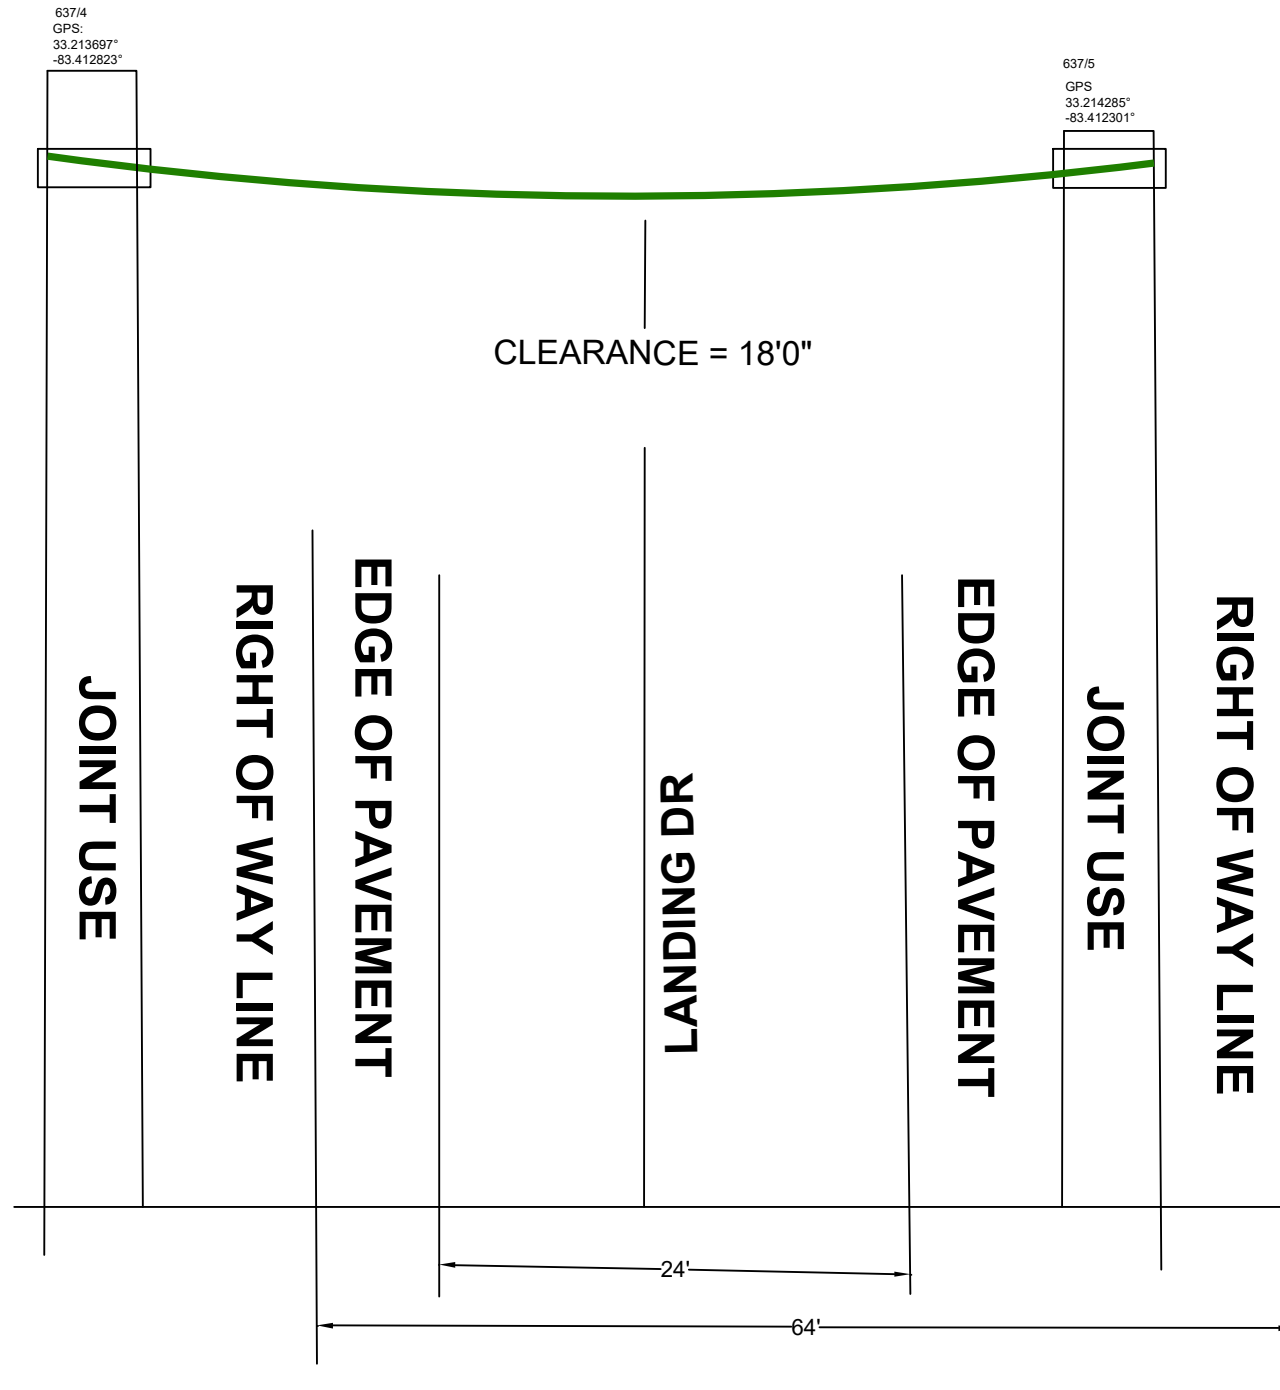 637/4
GPS:
33.213697°
-83.412823°
637/5
GPS
33.214285°
-83.412301°
CLEARANCE = 18'0"
JOINT USE
RIGHT OF WAY LINE
EDGE OF PAVEMENT
LANDING DR
EDGE OF PAVEMENT
JOINT USE
RIGHT OF WAY LINE
24'
64'